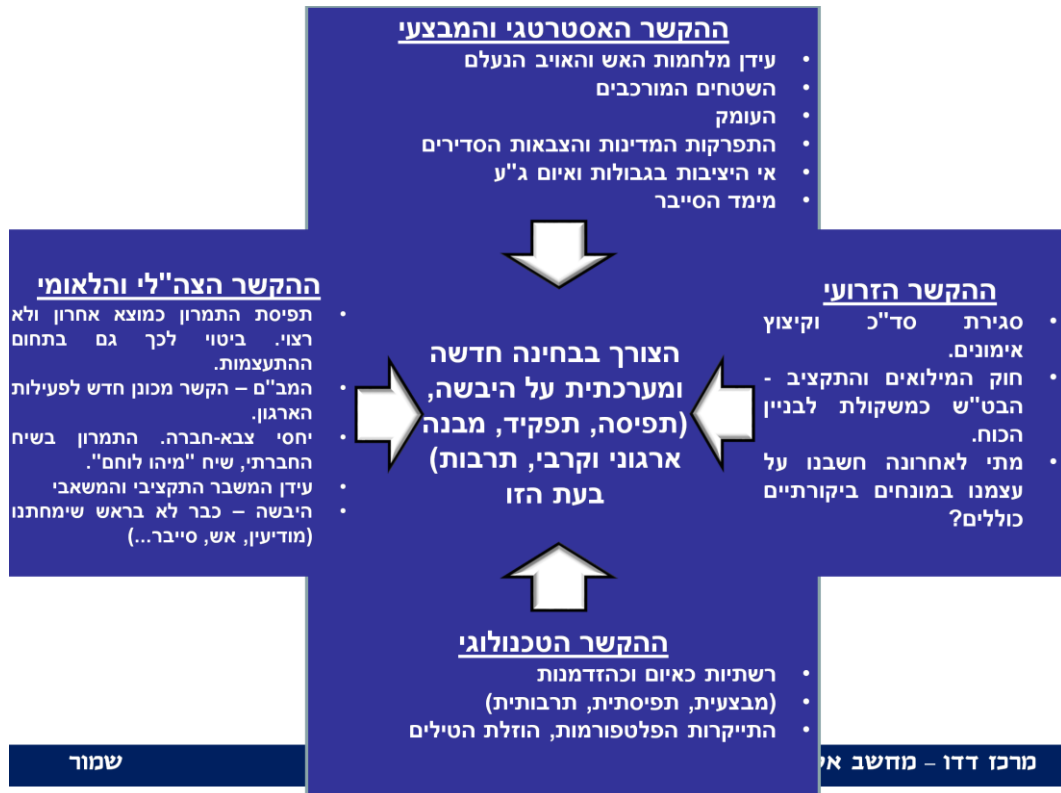 ההקשר האסטרטגי והמבצעי
• עידן מלחמות האש והאויב הנעלם
• השטחים המורכבים
• העומק
• התפרקות המדינות והצבאות הסדירים
• אי היציבות בגבולות ואיום ג"ע
• מימד הסייבר
ההקשר הזרועי
• סגירת סד"כ וקיצוץ
אימונים.
• חוק המילואים והתקציב -
הבט"ש כמשקולת לבניין
הכוח.
• מתי לאחרונה חשבנו על
עצמנו במונחים ביקורתיים
כוללים?
הצורך בבחינה חדשה
ומערכתית על היבשה,
(תפיסה, תפקיד, מבנה
ארגוני וקרבי, תרבות)
בעת הזו
ההקשר הצה"לי והלאומי
• תפיסת התמרון כמוצא אחרון ולא
רצוי. ביטוי לכך גם בתחום
ההתעצמות.
• המב"ם – הקשר מכונן חדש לפעילות
הארגון.
• יחסי צבא-חברה. התמרון בשיח
החברתי, שיח "מיהו לוחם".
• עידן המשבר התקציבי והמשאבי
• היבשה – כבר לא בראש שימחתנו
(מודיעין, אש, סייבר...)
ההקשר הטכנולוגי
• רשתיות כאיום וכהזדמנות
• (מבצעית, תפיסתית, תרבותית)
• התייקרות הפלטפורמות, הוזלת הטילים
מרכז דדו – מחשב
שמור